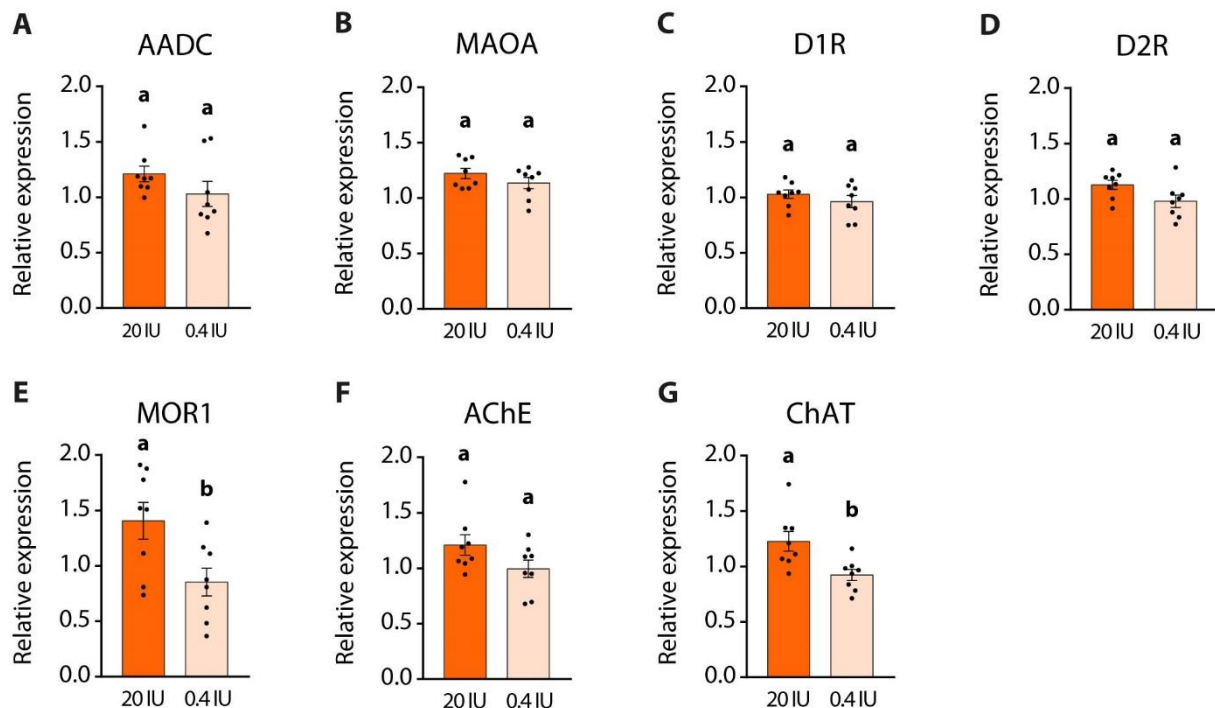 A
AADC
Relative expression
2.0
1.5
1.0
0.5
0.0
a
a
20 IU
0.4 IU
B
MAOA
Relative expression
2.0
1.5
1.0
0.5
0.0
a
a
20 IU
0.4 IU
C
D1R
Relative expression
2.0
1.5
1.0
0.5
0.0
a
a
20 IU
0.4 IU
D
D2R
Relative expression
2.0
1.5
1.0
0.5
0.0
a
a
20 IU
0.4 IU
E
MOR1
Relative expression
2.0
1.5
1.0
0.5
0.0
a
b
20 IU
0.4 IU
F
AChE
Relative expression
2.0
1.5
1.0
0.5
0.0
a
a
20 IU
0.4 IU
G
ChAT
Relative expression
2.0
1.5
1.0
0.5
0.0
a
b
20 IU
0.4 IU